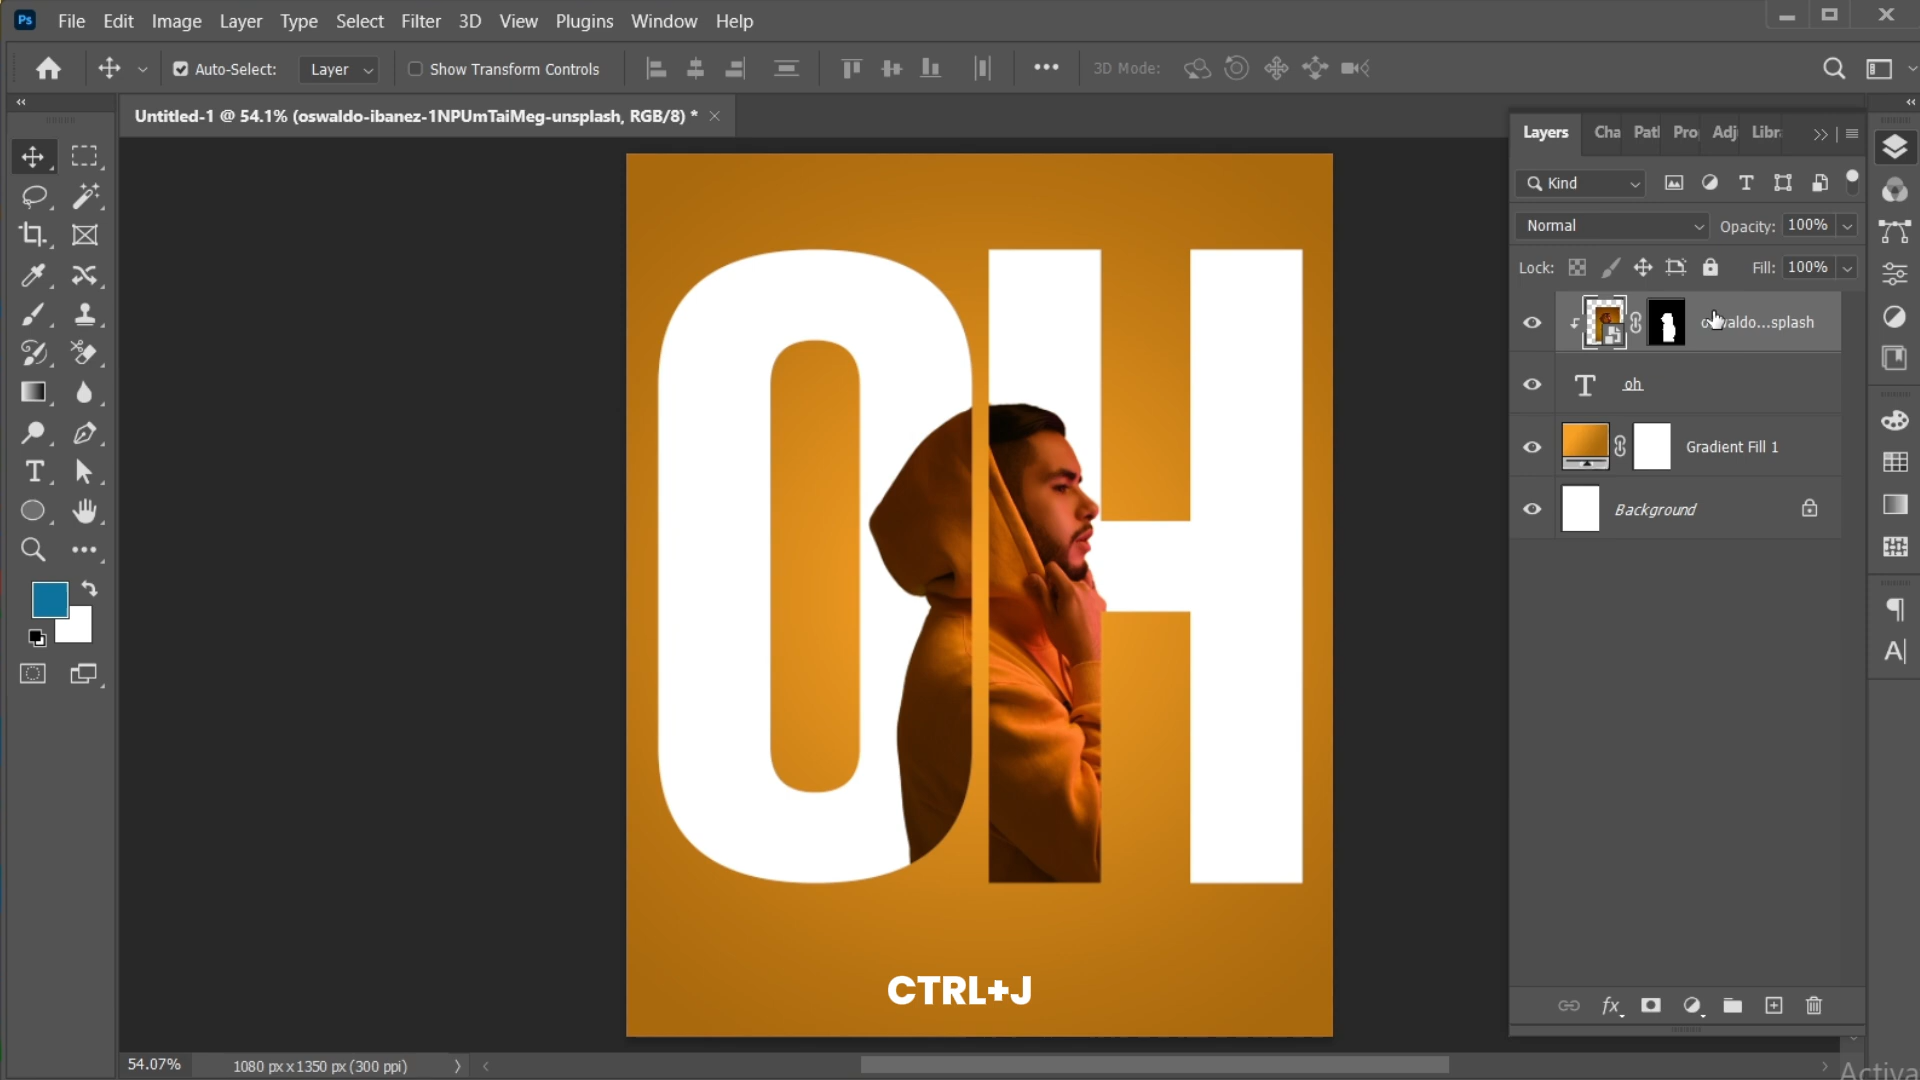 Ps File Edit Image Layer Type Select Filter 3D View Plugins Window Help
Auto-Select: Layer Show Transform Controls 3D Mode:
Untitled-1 @ 54.1% (oswaldo-ibanez-1NPUmTaiMeg-unsplash, RGB/8) *
Layers Cha Patl Pro Adj Libr
Kind
Normal Opacity: 100%
Lock: Fill: 100%
splash
oh
Gradient Fill 1
Background
OH
CTRL+J
54.07% 1080 px x 1350 px (300 ppi)
Activa